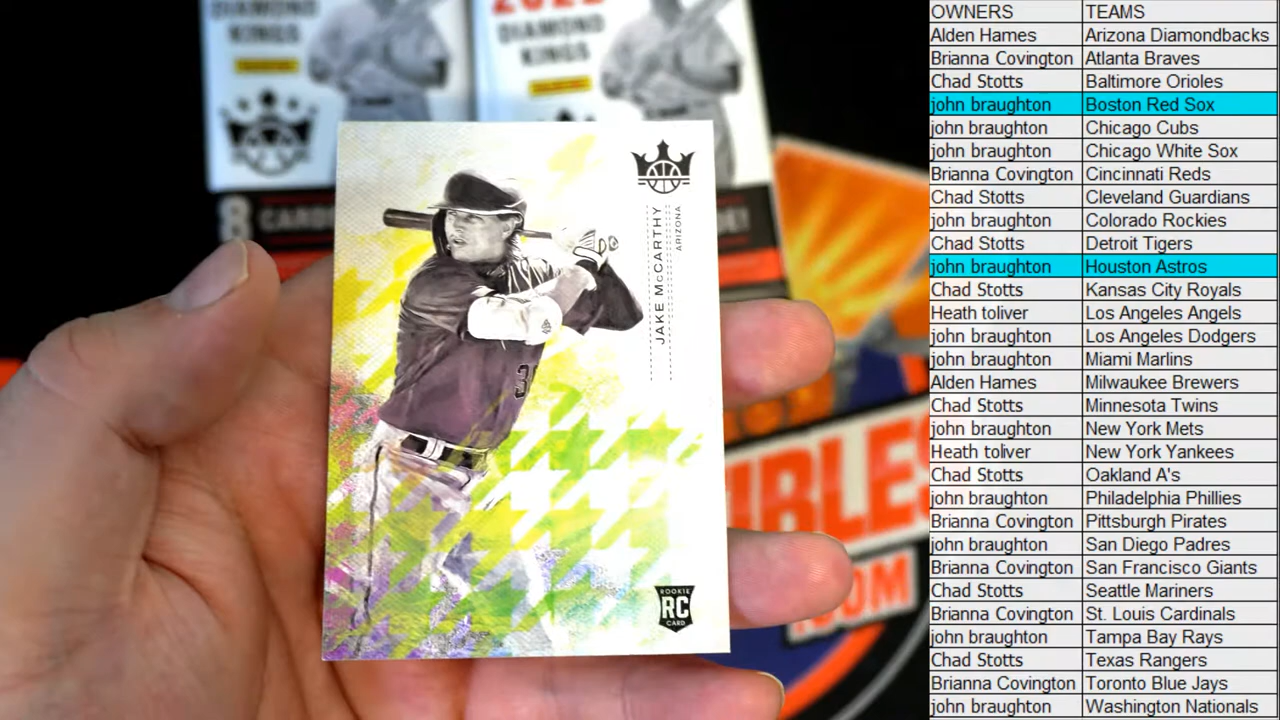 DIAMOND
KINGS
2022
DIAMOND
KINGS
8 CARDS
JAKE McCARTHY
ARIZONA
ROOKIE
RC
CARD
IBLES
.COM
OWNERS TEAMS
Alden Hames Arizona Diamondbacks
Brianna Covington Atlanta Braves
Chad Stotts Baltimore Orioles
john braughton Boston Red Sox
john braughton Chicago Cubs
john braughton Chicago White Sox
Brianna Covington Cincinnati Reds
Chad Stotts Cleveland Guardians
john braughton Colorado Rockies
Chad Stotts Detroit Tigers
john braughton Houston Astros
Chad Stotts Kansas City Royals
Heath toliver Los Angeles Angels
john braughton Los Angeles Dodgers
john braughton Miami Marlins
Alden Hames Milwaukee Brewers
Chad Stotts Minnesota Twins
john braughton New York Mets
Heath toliver New York Yankees
Chad Stotts Oakland A's
john braughton Philadelphia Phillies
Brianna Covington Pittsburgh Pirates
john braughton San Diego Padres
Brianna Covington San Francisco Giants
Chad Stotts Seattle Mariners
Brianna Covington St. Louis Cardinals
john braughton Tampa Bay Rays
Chad Stotts Texas Rangers
Brianna Covington Toronto Blue Jays
john braughton Washington Nationals